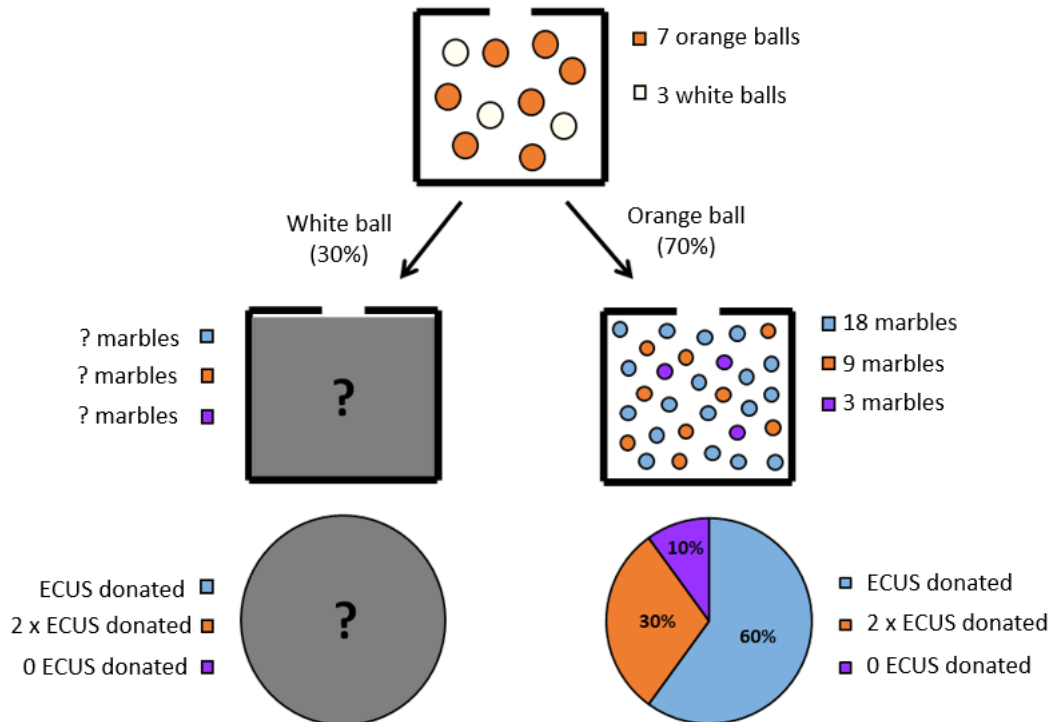 7 orange balls
3 white balls
White ball
(30%)
Orange ball
(70%)
? marbles
? marbles
? marbles
?
18 marbles
9 marbles
3 marbles
ECUS donated
2 x ECUS donated
0 ECUS donated
?
10%
30%
60%
ECUS donated
2 x ECUS donated
0 ECUS donated